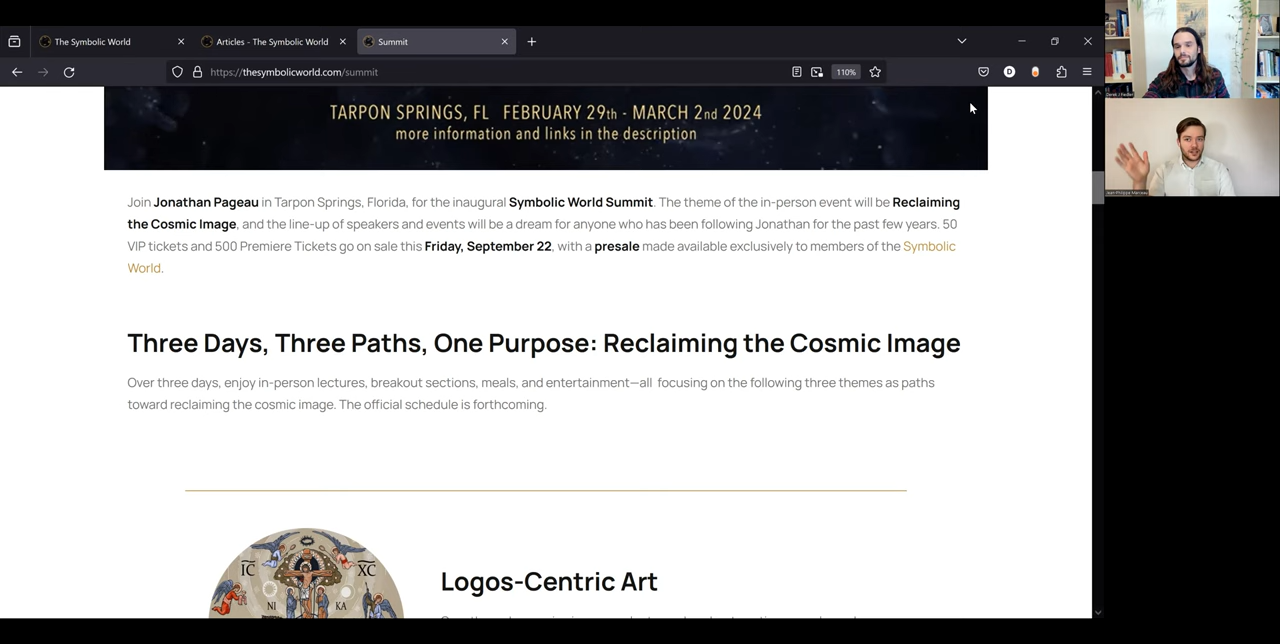 The Symbolic World
Articles - The Symbolic World
Summit
https://thesymbolicworld.com/summit
110%
TARPON SPRINGS, FL FEBRUARY 29th - MARCH 2nd 2024
more information and links in the description
Join Jonathan Pageau in Tarpon Springs, Florida, for the inaugural Symbolic World Summit. The theme of the in-person event will be Reclaiming
the Cosmic Image, and the line-up of speakers and events will be a dream for anyone who has been following Jonathan for the past few years. 50
VIP tickets and 500 Premiere Tickets go on sale this Friday, September 22, with a presale made available exclusively to members of the Symbolic
World.
Three Days, Three Paths, One Purpose: Reclaiming the Cosmic Image
Over three days, enjoy in-person lectures, breakout sections, meals, and entertainment—all focusing on the following three themes as paths
toward reclaiming the cosmic image. The official schedule is forthcoming.
IC XC
NI KA
Logos-Centric Art